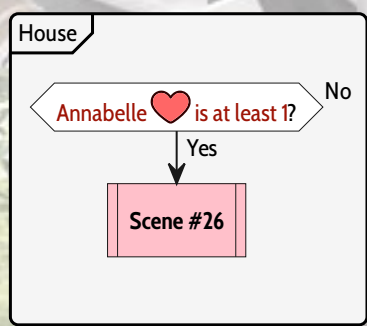 House
Annabelle ❤ is at least 1?
No
Yes
Scene #26